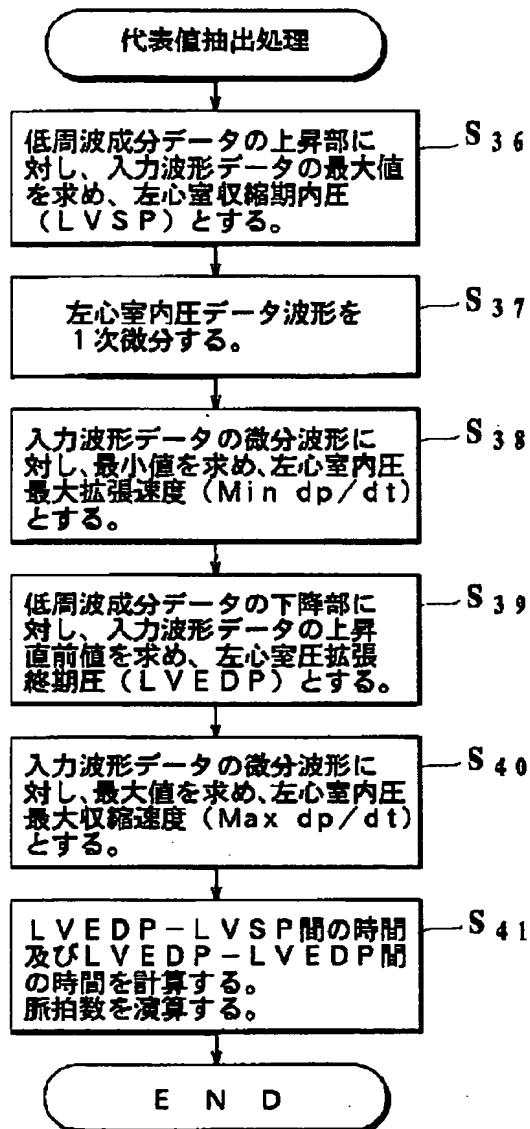 代表値抽出処理
低周波成分データの上昇部に
対し、入力波形データの最大値
を求め、左心室収縮期内圧
(LVSP)とする。
S36
左心室内圧データ波形を
1次微分する。
S37
入力波形データの微分波形に
対し、最小値を求め、左心室内圧
最大拡張速度(Min dp/dt)
とする。
S38
低周波成分データの下降部に
対し、入力波形データの上昇
直前値を求め、左心室圧拡張
終期圧(LVEDP)とする。
S39
入力波形データの微分波形に
対し、最大値を求め、左心室内圧
最大収縮速度(Max dp/dt)
とする。
S40
LVEDP-LVSP間の時間
及びLVEDP-LVEDP間
の時間を計算する。
脈拍数を演算する。
S41
END